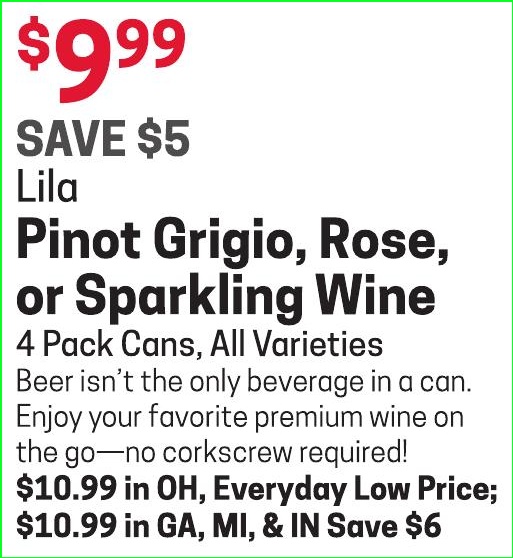 $9.99
SAVE $5
Lila
Pinot Grigio, Rose,
or Sparkling Wine
4 Pack Cans, All Varieties
Beer isn't the only beverage in a can.
Enjoy your favorite premium wine on
the go—no corkscrew required!
$10.99 in OH, Everyday Low Price;
$10.99 in GA, MI, & IN Save $6